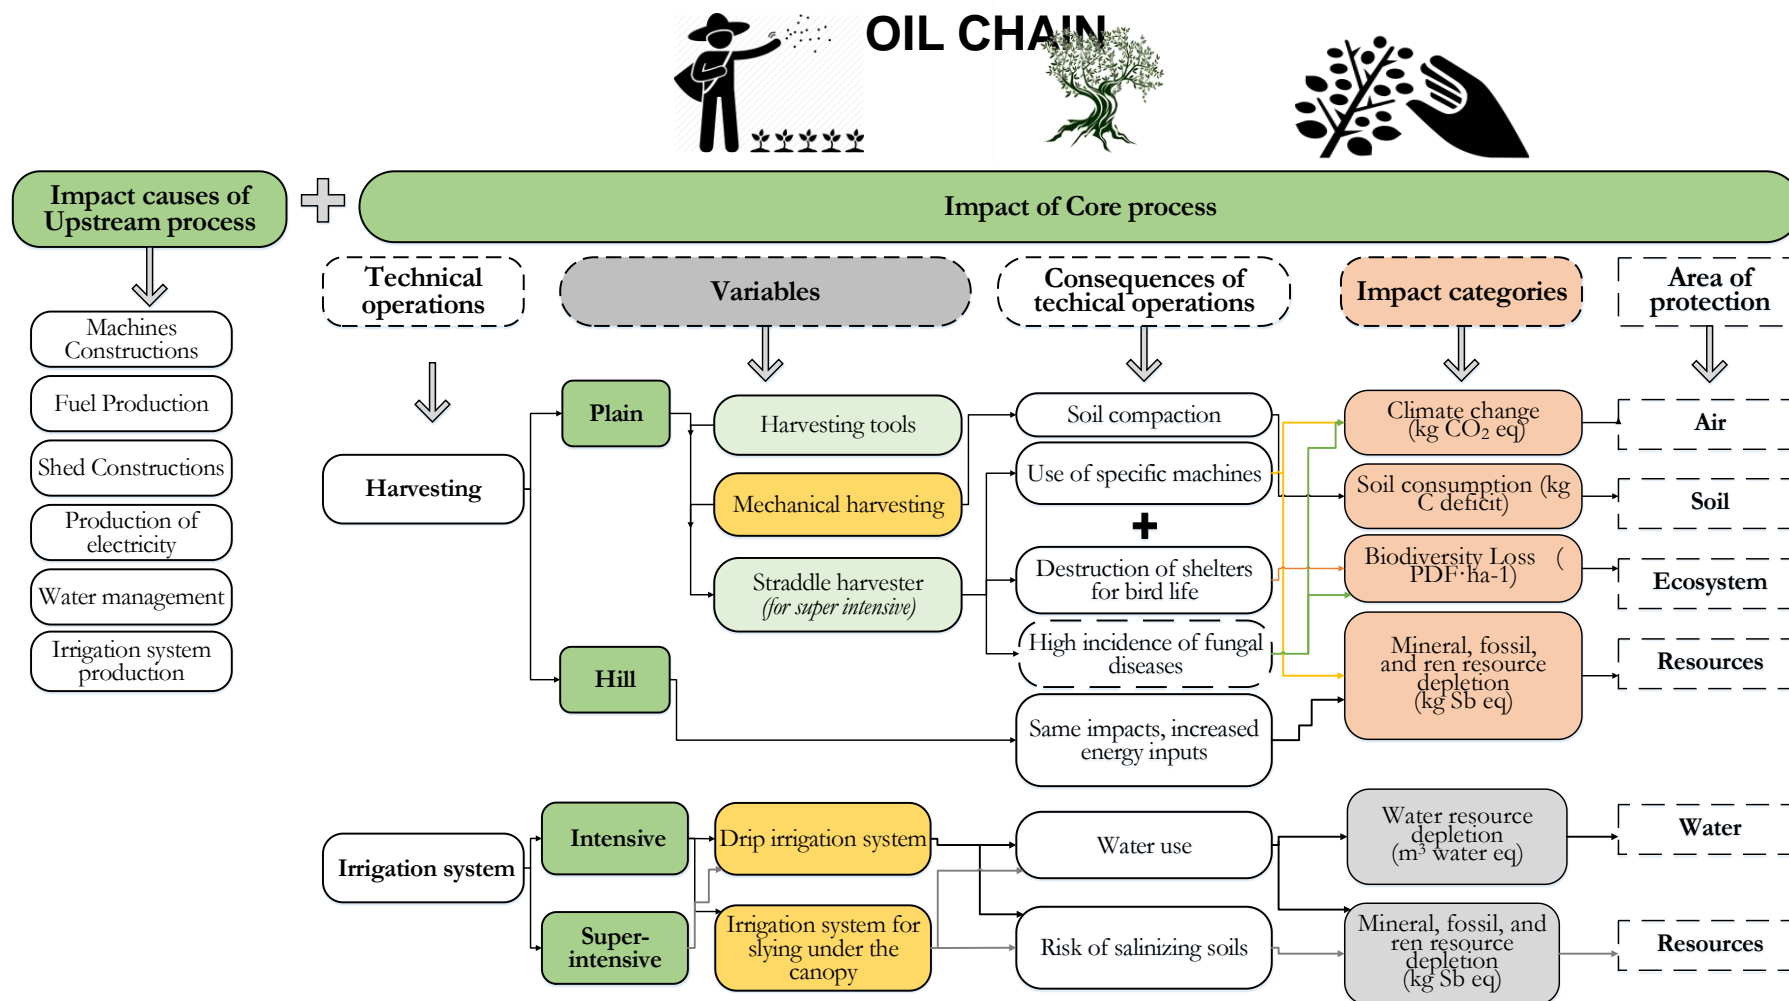 OIL CHAIN
Impact causes of
Upstream process
Impact of Core process
Technical
operations
Variables
Consequences of
techical operations
Impact categories
Area of
protection
Machines
Constructions
Fuel Production
Shed Constructions
Production of
electricity
Water management
Irrigation system
production
Harvesting
Plain
Hill
Harvesting tools
Mechanical harvesting
Straddle harvester
(for super intensive)
Soil compaction
Use of specific machines
Destruction of shelters
for bird life
High incidence of fungal
diseases
Same impacts, increased
energy inputs
Climate change
(kg CO₂ eq)
Soil consumption (kg
C deficit)
Biodiversity Loss (
PDF·ha-1)
Mineral, fossil,
and ren resource
depletion
(kg Sb eq)
Air
Soil
Ecosystem
Resources
Irrigation system
Intensive
Super-
intensive
Drip irrigation system
Irrigation system for
slying under the
canopy
Water use
Risk of salinizing soils
Water resource
depletion
(m³ water eq)
Mineral, fossil, and
ren resource
depletion
(kg Sb eq)
Water
Resources